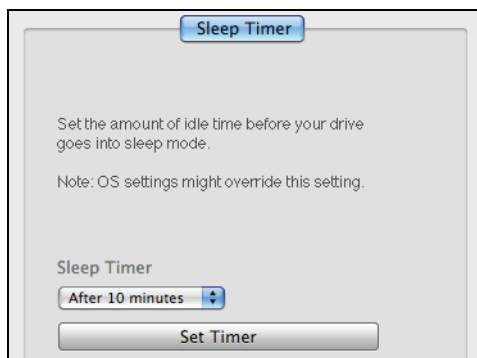 Sleep Timer
Set the amount of idle time before your drive
goes into sleep mode.
Note: OS settings might override this setting.
Sleep Timer
After 10 minutes
Set Timer